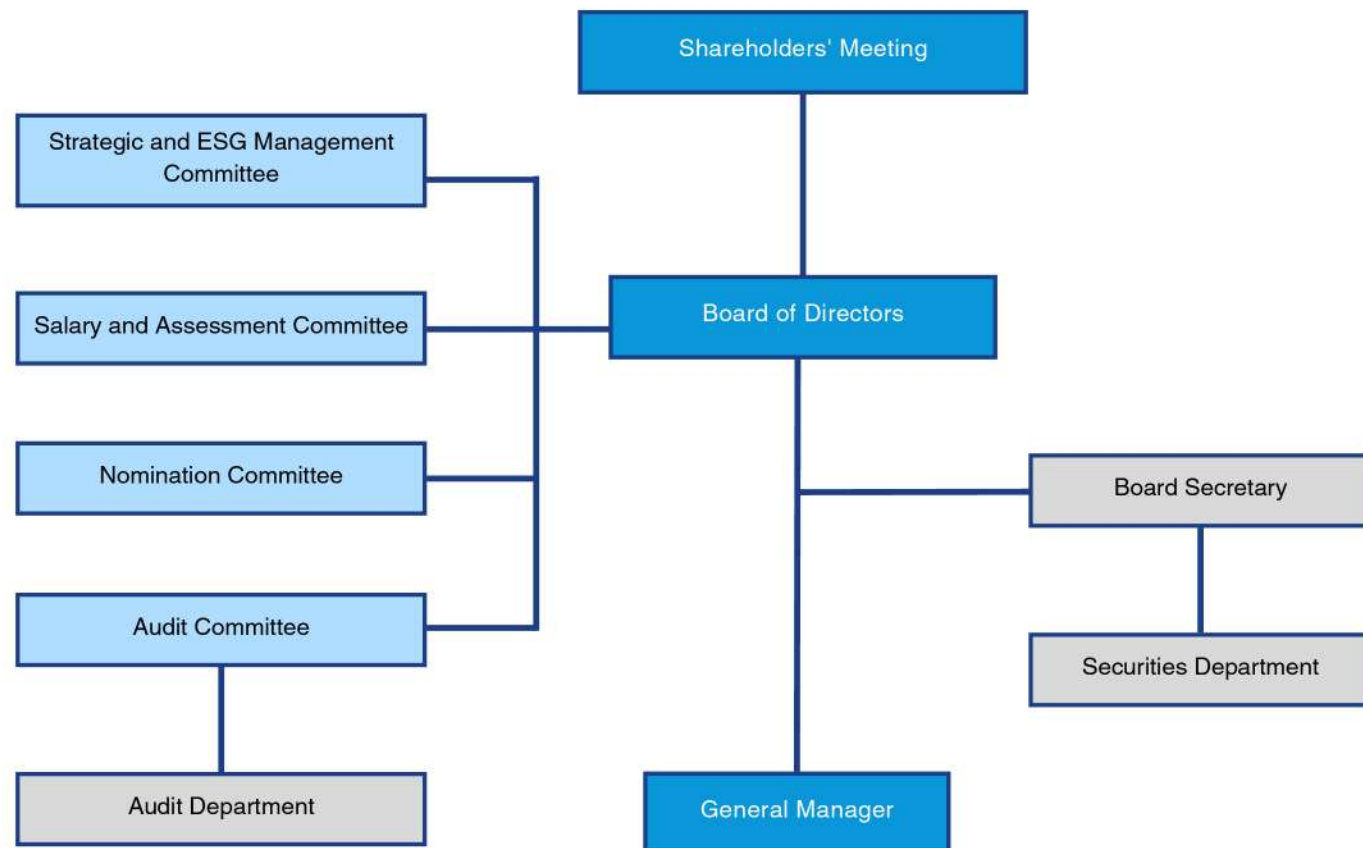 Shareholders' Meeting
Strategic and ESG Management
Committee
Salary and Assessment Committee
Board of Directors
Nomination Committee
Board Secretary
Audit Committee
Securities Department
Audit Department
General Manager